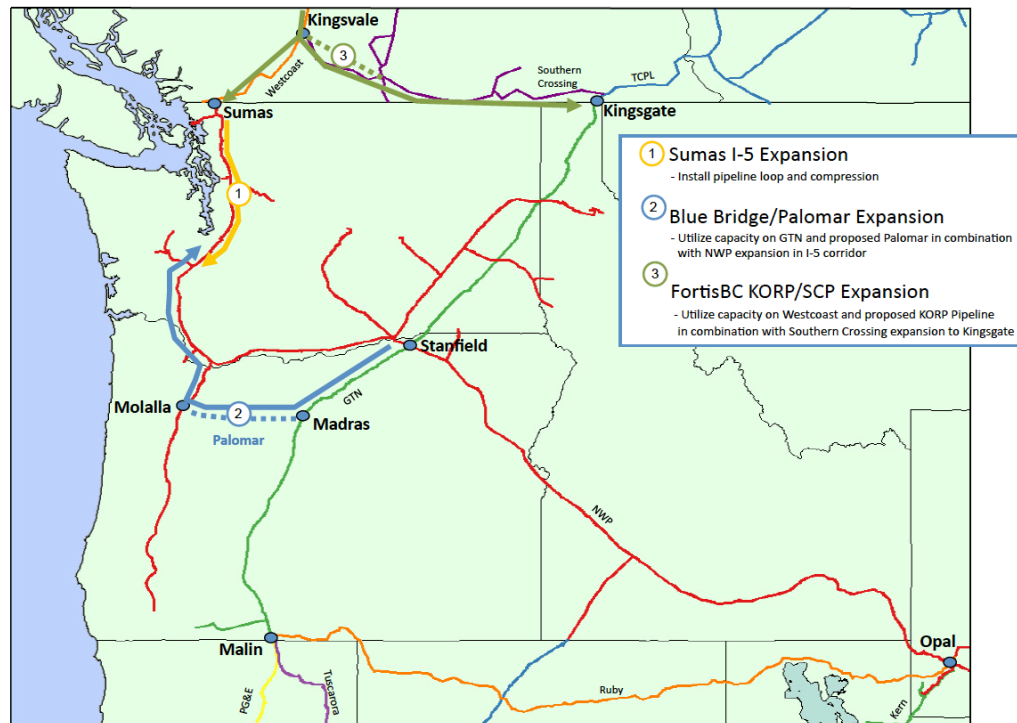 Kingsvale
3
Westcoast
Southern
Crossing
TCPL
Sumas
Kingsgate
1
1 Sumas I-5 Expansion
- Install pipeline loop and compression
2 Blue Bridge/Palomar Expansion
- Utilize capacity on GTN and proposed Palomar in combination
with NWP expansion in I-5 corridor
3
FortisBC KORP/SCP Expansion
- Utilize capacity on Westcoast and proposed KORP Pipeline
in combination with Southern Crossing expansion to Kingsgate
Stanfield
GTN
Molalla
2
Madras
Palomar
NWP
Malin
Opal
Ruby
PG&E
Tuscarora
Kern